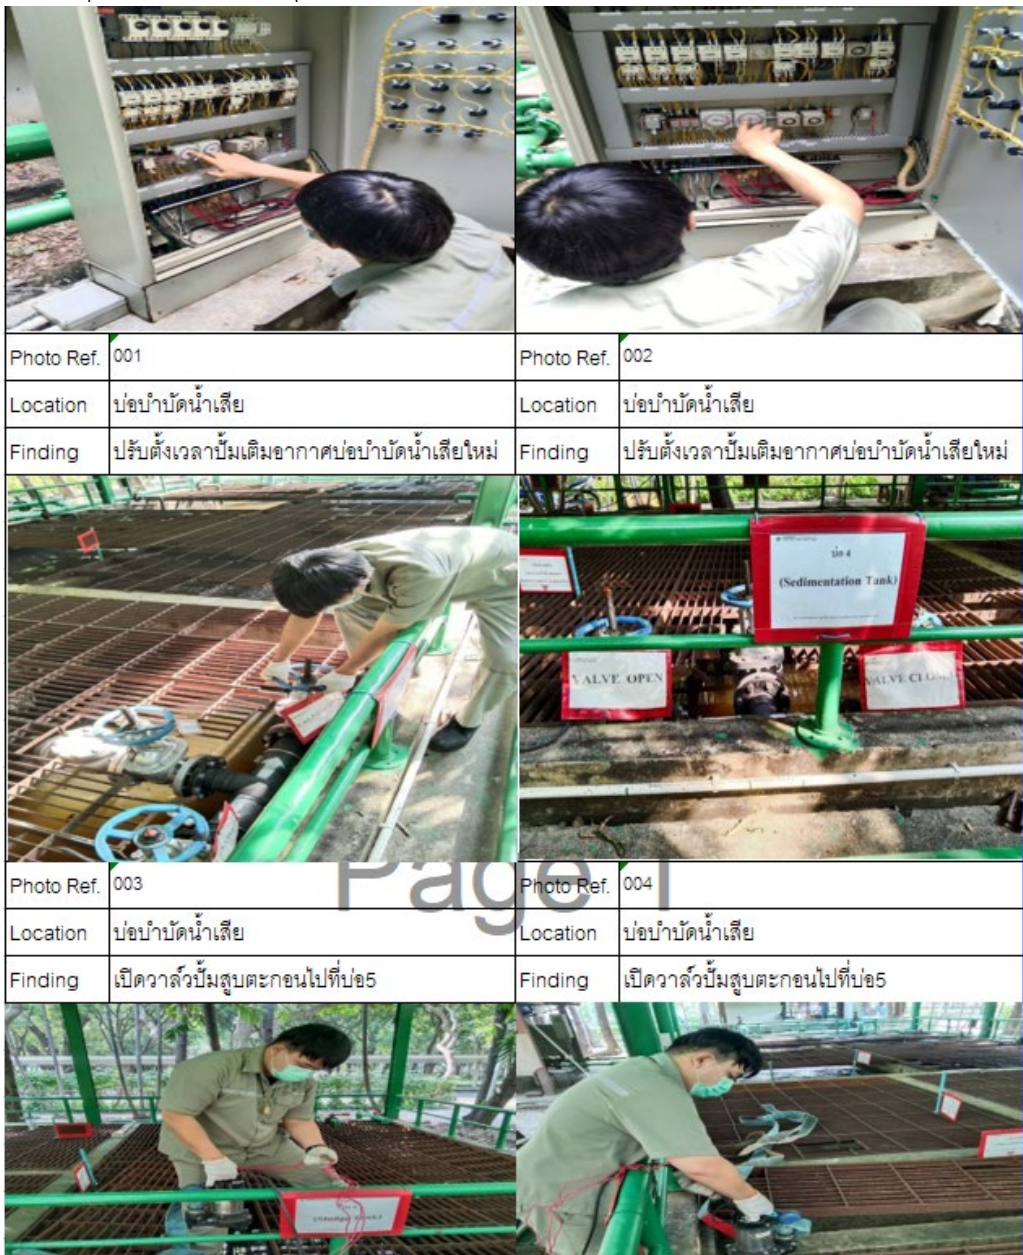 Photo Ref. 001 Photo Ref. 002
Location บ่อบำบัดน้ำเสีย Location บ่อบำบัดน้ำเสีย
Finding ปรับตั้งเวลาปั้มเติมอากาศบ่อบำบัดน้ำเสียใหม่ Finding ปรับตั้งเวลาปั้มเติมอากาศบ่อบำบัดน้ำเสียใหม่
บ่อ 4
(Sedimentation Tank)
VALVE OPEN
VALVE
Page 1
Photo Ref. 003 Photo Ref. 004
Location บ่อบำบัดน้ำเสีย Location บ่อบำบัดน้ำเสีย
Finding เปิดวาล์วปั้มสูบตะกอนไปที่บ่อ5 Finding เปิดวาล์วปั้มสูบตะกอนไปที่บ่อ5
(Sludge Tank)